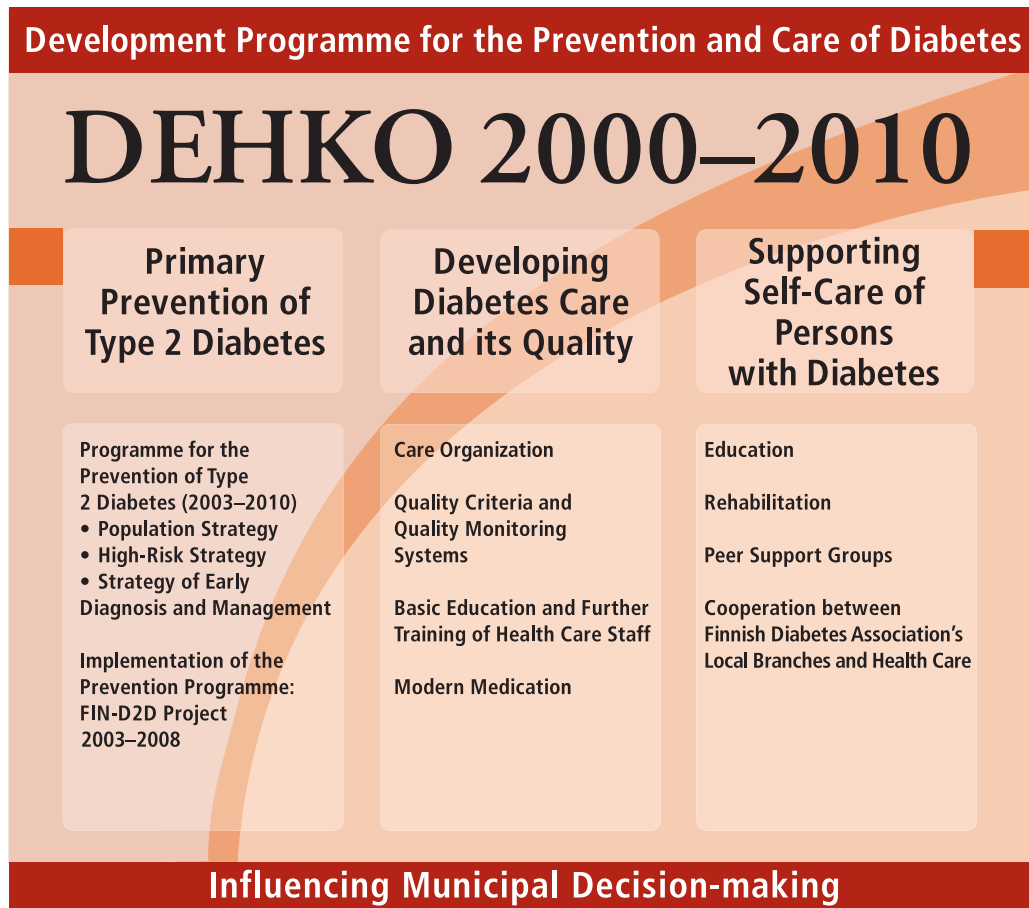 Development Programme for the Prevention and Care of Diabetes
DEHKO 2000–2010
Primary
Prevention of
Type 2 Diabetes
Programme for the
Prevention of Type
2 Diabetes (2003–2010)
• Population Strategy
• High-Risk Strategy
• Strategy of Early
Diagnosis and Management
Implementation of the
Prevention Programme:
FIN-D2D Project
2003–2008
Developing
Diabetes Care
and its Quality
Care Organization
Quality Criteria and
Quality Monitoring
Systems
Basic Education and Further
Training of Health Care Staff
Modern Medication
Supporting
Self-Care of
Persons
with Diabetes
Education
Rehabilitation
Peer Support Groups
Cooperation between
Finnish Diabetes Association’s
Local Branches and Health Care
Influencing Municipal Decision-making